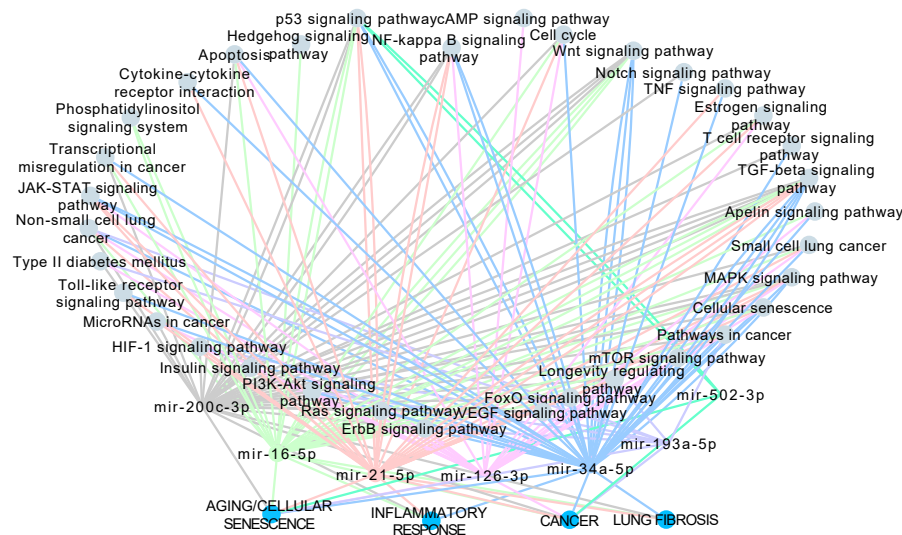 p53 signaling pathway
cAMP signaling pathway
Hedgehog signaling
pathway
NF-kappa B signaling
pathway
Cell cycle
Apoptosis
Wnt signaling pathway
Cytokine-cytokine
receptor interaction
Notch signaling pathway
TNF signaling pathway
Phosphatidylinositol
signaling system
Estrogen signaling
pathway
Transcriptional
misregulation in cancer
T cell receptor signaling
pathway
JAK-STAT signaling
pathway
TGF-beta signaling
pathway
Non-small cell lung
cancer
Apelin signaling pathway
Type II diabetes mellitus
Small cell lung cancer
Toll-like receptor
signaling pathway
MAPK signaling pathway
MicroRNAs in cancer
Cellular senescence
HIF-1 signaling pathway
Pathways in cancer
Insulin signaling pathway
mTOR signaling pathway
PI3K-Akt signaling
pathway
Longevity regulating
pathway
mir-200c-3p
Ras signaling pathway
VEGF signaling pathway
FoxO signaling pathway
mir-502-3p
ErbB signaling pathway
mir-193a-5p
mir-16-5p
mir-21-5p
mir-126-3p
mir-34a-5p
AGING/CELLULAR
SENESCENCE
INFLAMMATORY
RESPONSE
CANCER
LUNG FIBROSIS